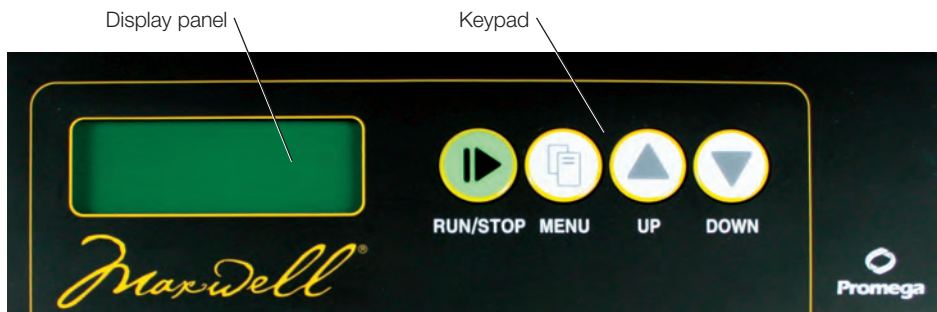 Display panel
Keypad
RUN/STOP MENU UP DOWN
Maxwell®
Promega